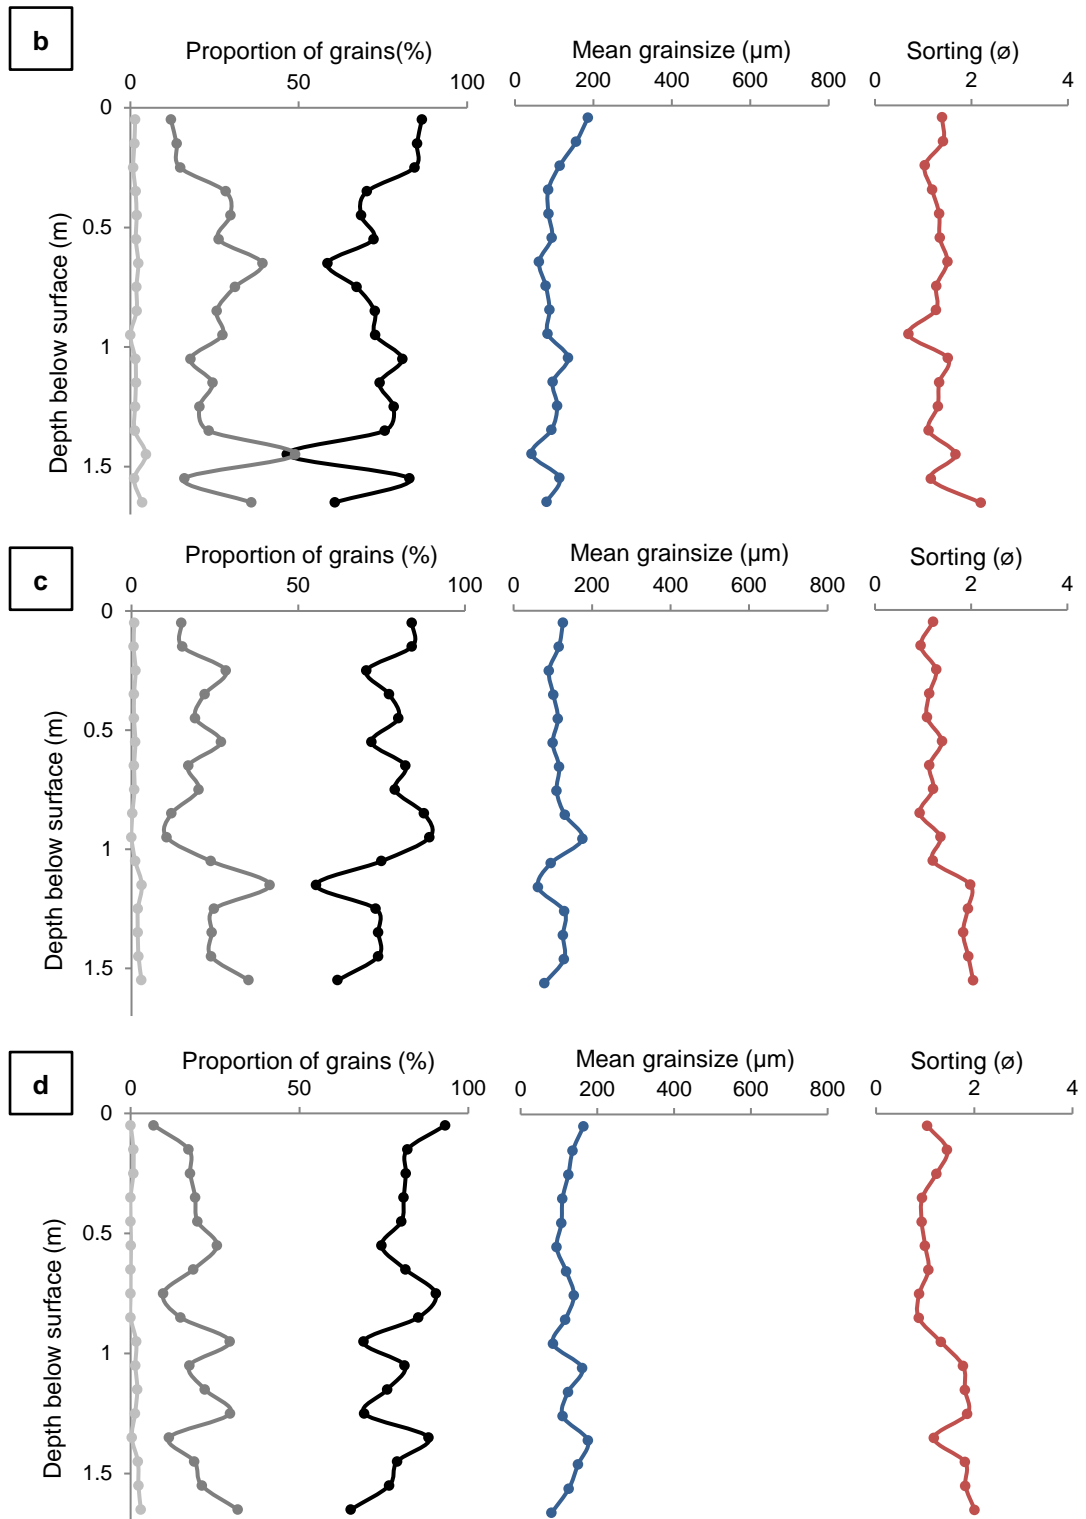 b
Proportion of grains(%)
Mean grainsize (µm)
Sorting (ø)
0 50 100
0 200 400 600 800
0 2 4
0
0.5
1
1.5
Depth below surface (m)
c
Proportion of grains (%)
Mean grainsize (µm)
Sorting (ø)
0 50 100
0 200 400 600 800
0 2 4
0
0.5
1
1.5
Depth below surface (m)
d
Proportion of grains (%)
Mean grainsize (µm)
Sorting (ø)
0 50 100
0 200 400 600 800
0 2 4
0
0.5
1
1.5
Depth below surface (m)